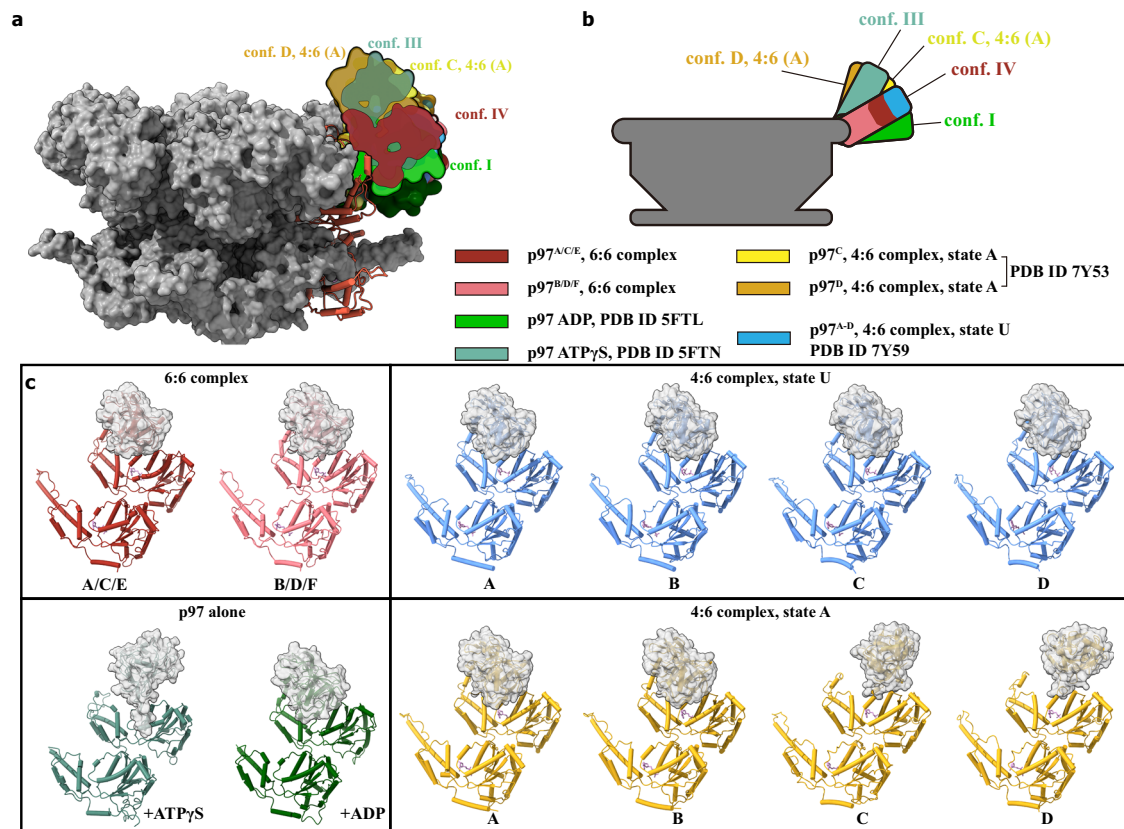 a
conf. D, 4:6 (A)
conf. III
conf. C, 4:6 (A)
conf. IV
conf. I
b
conf. III
conf. D, 4:6 (A)
conf. C, 4:6 (A)
conf. IV
conf. I
p97A/C/E, 6:6 complex
p97B/D/F, 6:6 complex
p97 ADP, PDB ID 5FTL
p97 ATPγS, PDB ID 5FTN
p97C, 4:6 complex, state A
p97D, 4:6 complex, state A
PDB ID 7Y53
p97A-D, 4:6 complex, state U
PDB ID 7Y59
c
6:6 complex
A/C/E
B/D/F
4:6 complex, state U
A
B
C
D
p97 alone
+ATPγS
+ADP
4:6 complex, state A
A
B
C
D